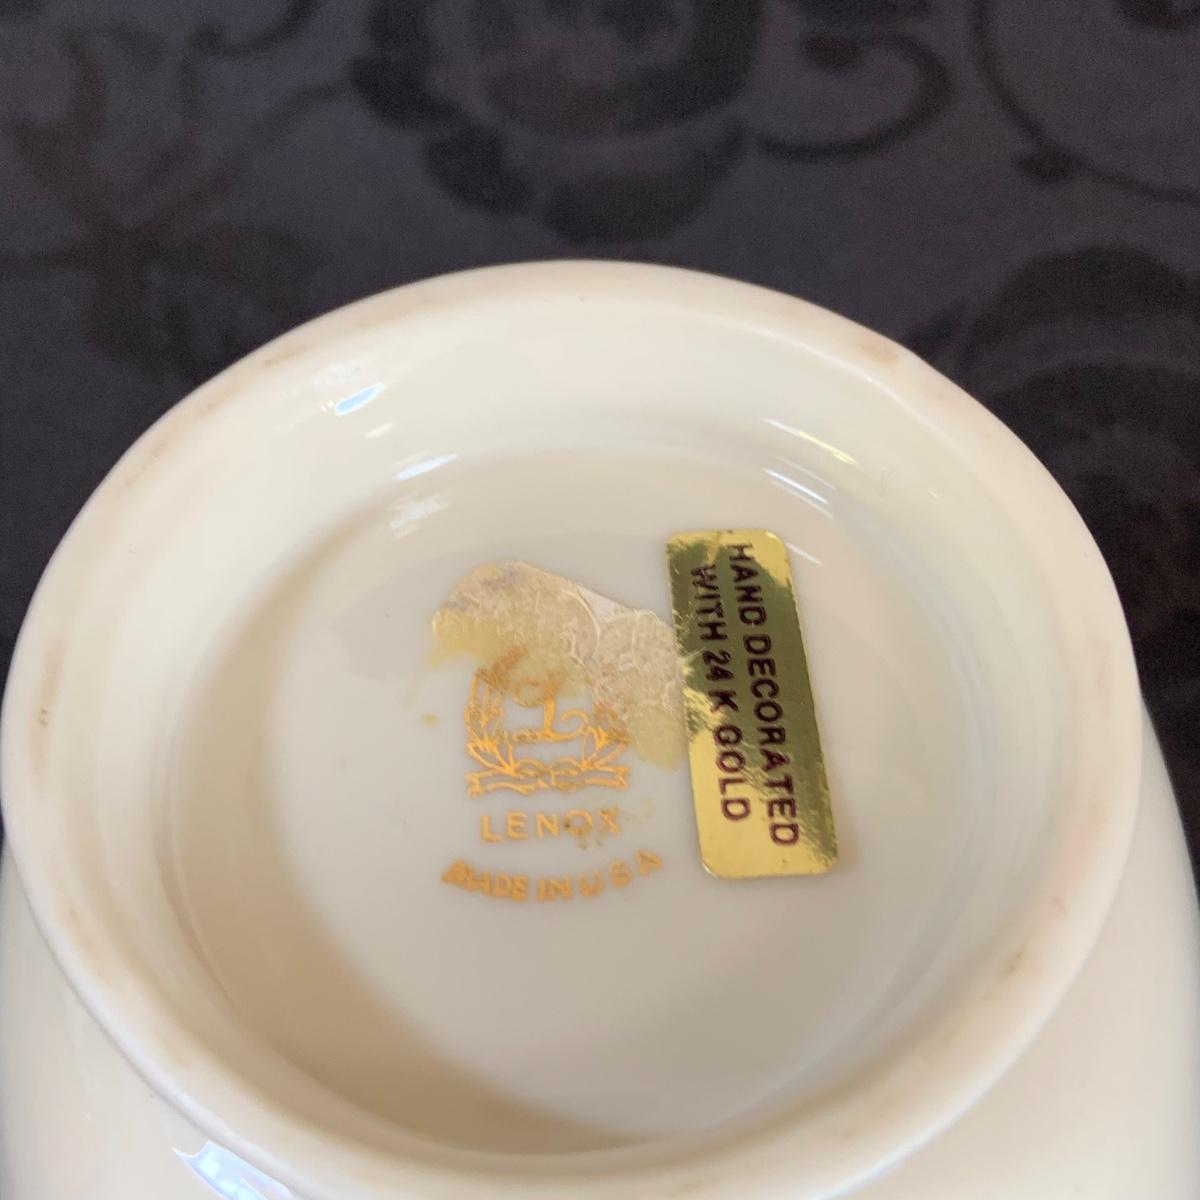 L
LENOX
MADE IN U S A
HAND DECORATED
WITH 24 K GOLD